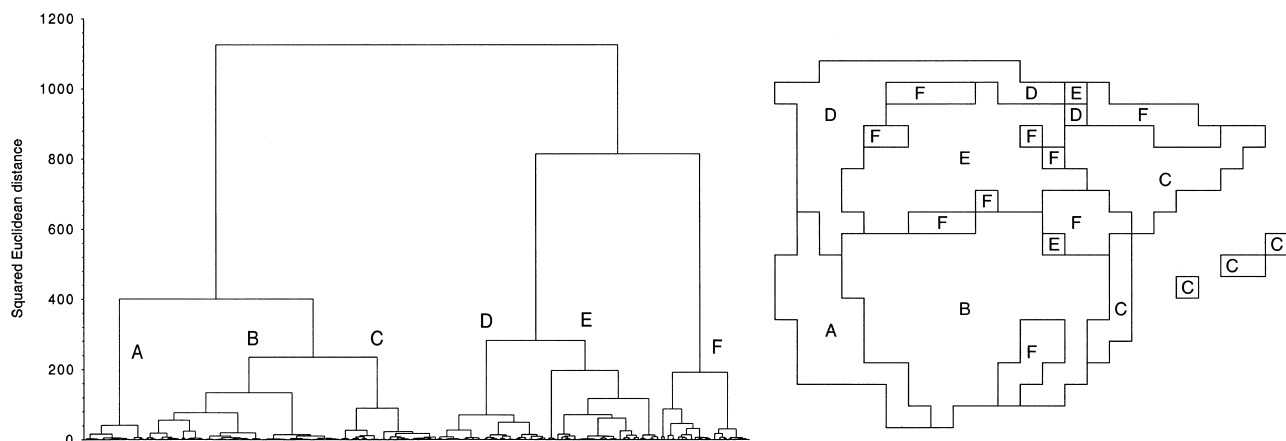 1200
1000
800
600
400
200
0
Squared Euclidean distance
A B C D E F
F D E
D D F
F F
E F
C
F
F F
E C
C
C
B C
A
F